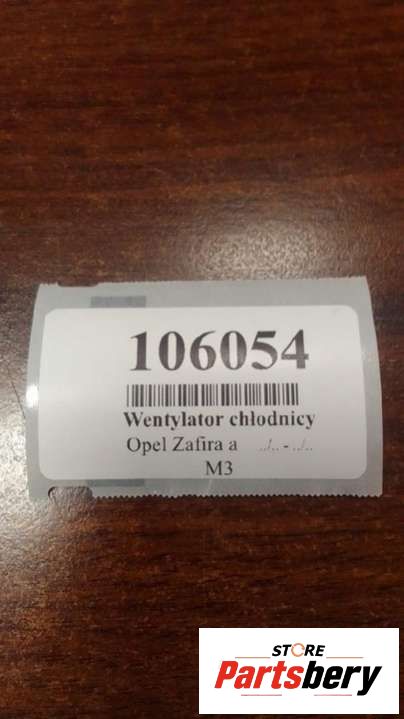 106054
Wentylator chłodnicy
Opel Zafira a ../.. - ../..
M3
STORE
Partsbery